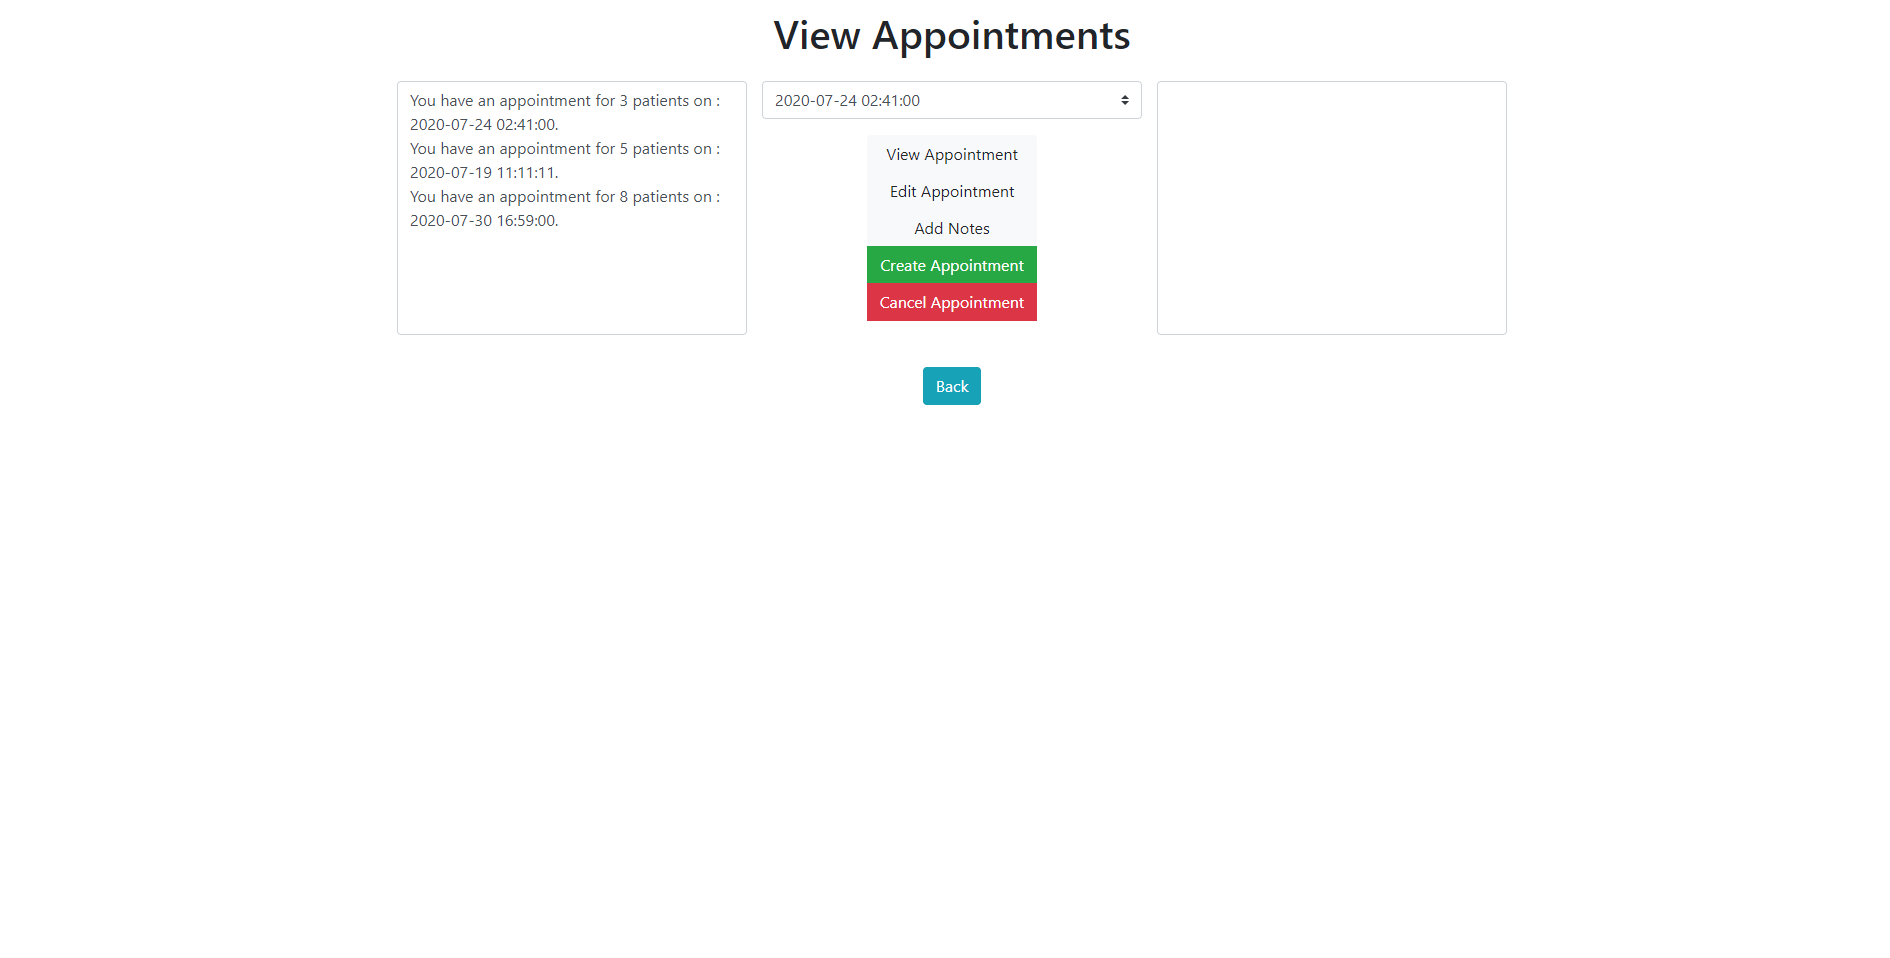 View Appointments
You have an appointment for 3 patients on :
2020-07-24 02:41:00.
You have an appointment for 5 patients on :
2020-07-19 11:11:11.
You have an appointment for 8 patients on :
2020-07-30 16:59:00.
2020-07-24 02:41:00
View Appointment
Edit Appointment
Add Notes
Create Appointment
Cancel Appointment
Back